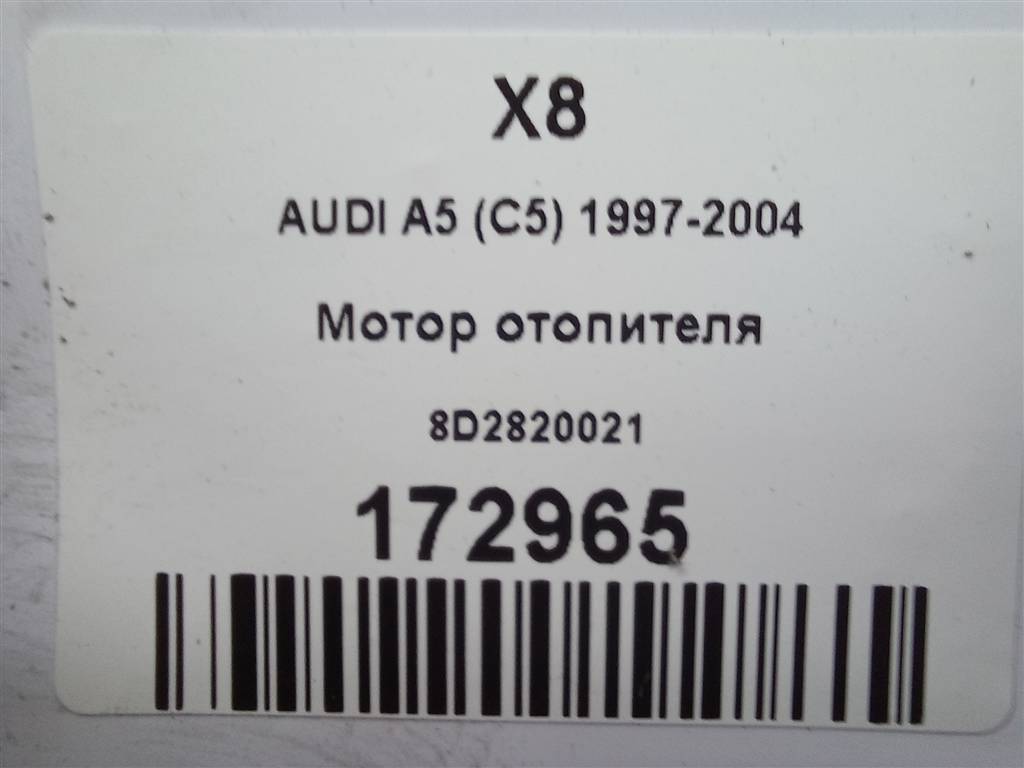 X8
AUDI A5 (C5) 1997-2004
Мотор отопителя
8D2820021
172965